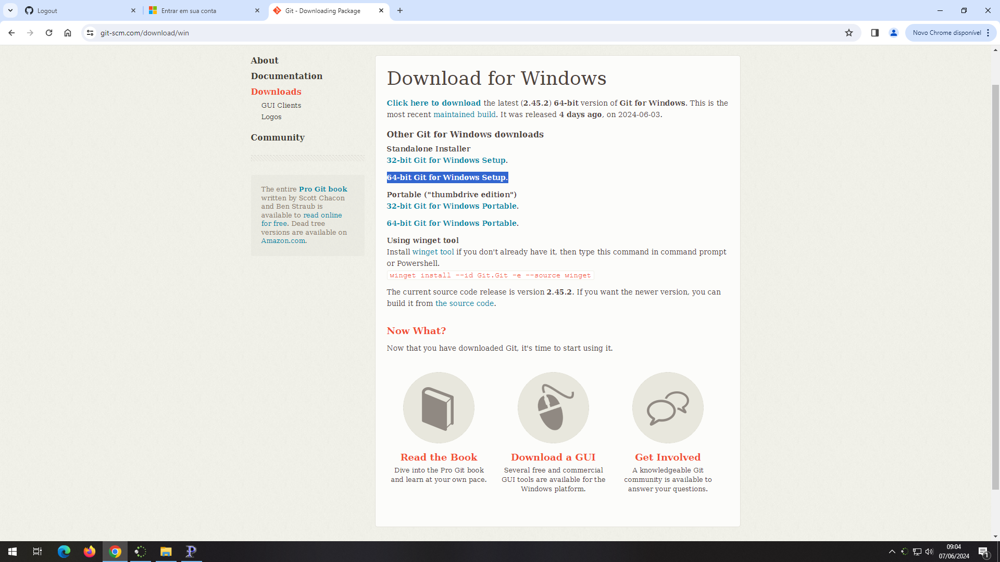 Logout
Entrar em sua conta
Git - Downloading Package
git-scm.com/download/win
Novo Chrome disponível
About
Documentation
Downloads
GUI Clients
Logos
Community
The entire Pro Git book
written by Scott Chacon
and Ben Straub is
available to read online
for free. Dead tree
versions are available on
Amazon.com.
Download for Windows
Click here to download the latest (2.45.2) 64-bit version of Git for Windows. This is the
most recent maintained build. It was released 4 days ago, on 2024-06-03.
Other Git for Windows downloads
Standalone Installer
32-bit Git for Windows Setup.
64-bit Git for Windows Setup.
Portable ("thumbdrive edition")
32-bit Git for Windows Portable.
64-bit Git for Windows Portable.
Using winget tool
Install winget tool if you don't already have it, then type this command in command prompt
or Powershell.
winget install --id Git.Git -e --source winget
The current source code release is version 2.45.2. If you want the newer version, you can
build it from the source code.
Now What?
Now that you have downloaded Git, it's time to start using it.
Read the Book
Dive into the Pro Git book
and learn at your own pace.
Download a GUI
Several free and commercial
GUI tools are available for the
Windows platform.
Get Involved
A knowledgeable Git
community is available to
answer your questions.
09:04
07/06/2024
1